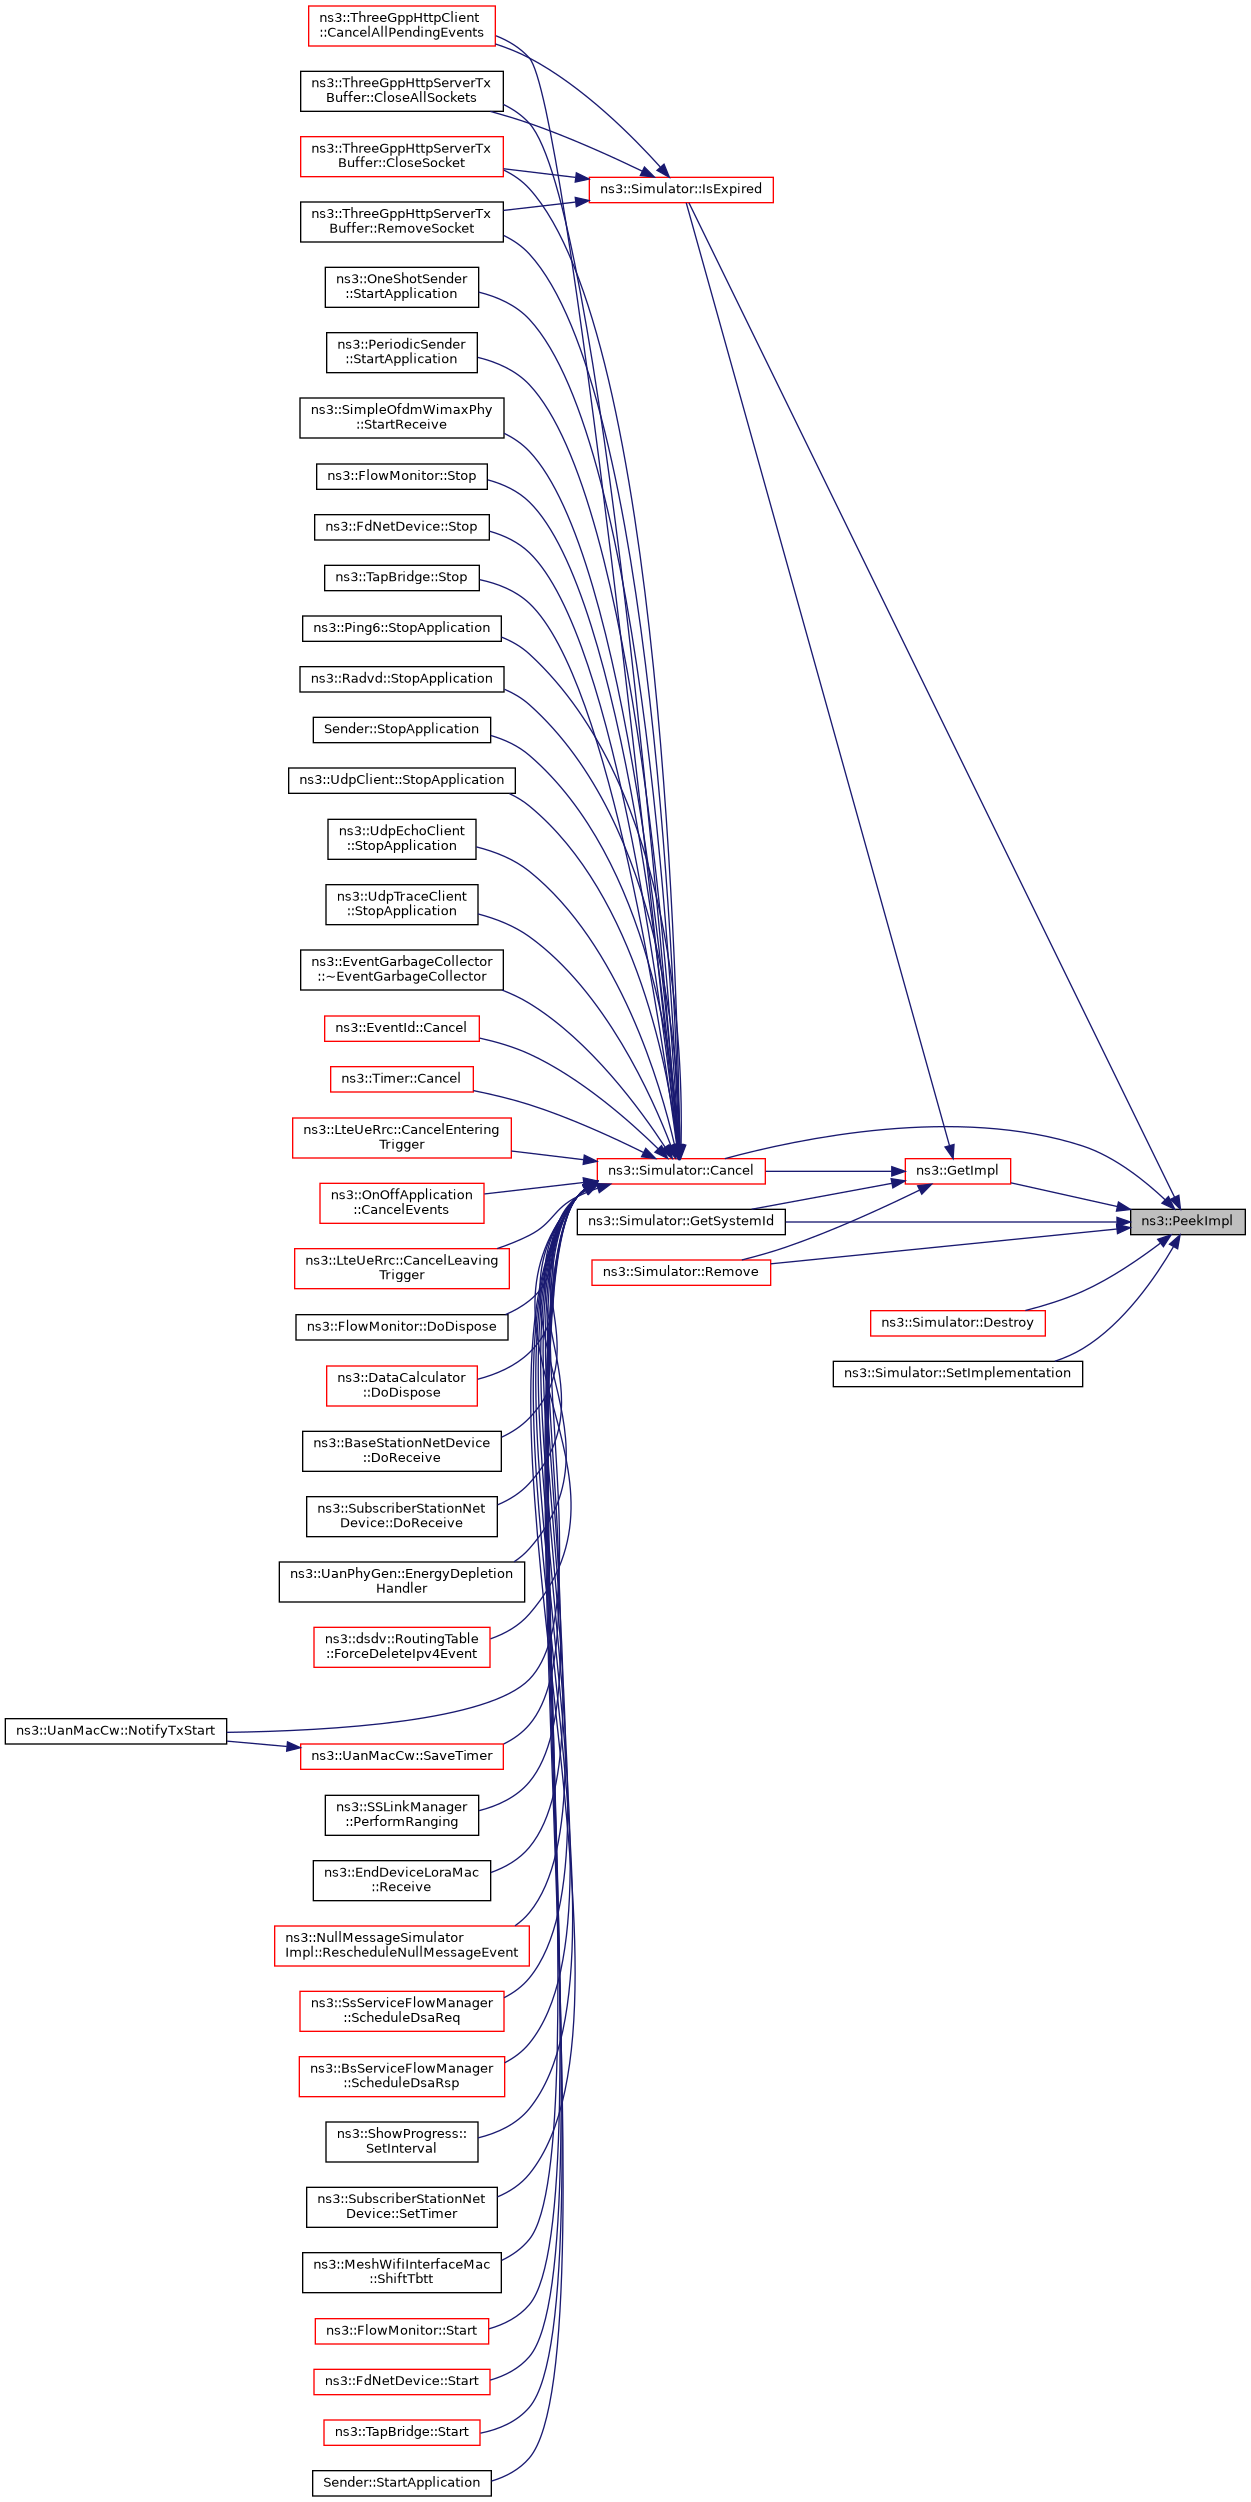 ns3::ThreeGppHttpClient
::CancelAllPendingEvents
ns3::ThreeGppHttpServerTx
Buffer::CloseAllSockets
ns3::ThreeGppHttpServerTx
Buffer::CloseSocket
ns3::Simulator::IsExpired
ns3::ThreeGppHttpServerTx
Buffer::RemoveSocket
ns3::OneShotSender
::StartApplication
ns3::PeriodicSender
::StartApplication
ns3::SimpleOfdmWimaxPhy
::StartReceive
ns3::FlowMonitor::Stop
ns3::FdNetDevice::Stop
ns3::TapBridge::Stop
ns3::Ping6::StopApplication
ns3::Radvd::StopApplication
Sender::StopApplication
ns3::UdpClient::StopApplication
ns3::UdpEchoClient
::StopApplication
ns3::UdpTraceClient
::StopApplication
ns3::EventGarbageCollector
::~EventGarbageCollector
ns3::EventId::Cancel
ns3::Timer::Cancel
ns3::LteUeRrc::CancelEntering
Trigger
ns3::Simulator::Cancel
ns3::GetImpl
ns3::OnOffApplication
::CancelEvents
ns3::Simulator::GetSystemId
ns3::PeekImpl
ns3::LteUeRrc::CancelLeaving
Trigger
ns3::Simulator::Remove
ns3::FlowMonitor::DoDispose
ns3::Simulator::Destroy
ns3::DataCalculator
::DoDispose
ns3::Simulator::SetImplementation
ns3::BaseStationNetDevice
::DoReceive
ns3::SubscriberStationNet
Device::DoReceive
ns3::UanPhyGen::EnergyDepletion
Handler
ns3::dsdv::RoutingTable
::ForceDeleteIpv4Event
ns3::UanMacCw::NotifyTxStart
ns3::UanMacCw::SaveTimer
ns3::SSLinkManager
::PerformRanging
ns3::EndDeviceLoraMac
::Receive
ns3::NullMessageSimulator
Impl::RescheduleNullMessageEvent
ns3::SsServiceFlowManager
::ScheduleDsaReq
ns3::BsServiceFlowManager
::ScheduleDsaRsp
ns3::ShowProgress::
SetInterval
ns3::SubscriberStationNet
Device::SetTimer
ns3::MeshWifiInterfaceMac
::ShiftTbtt
ns3::FlowMonitor::Start
ns3::FdNetDevice::Start
ns3::TapBridge::Start
Sender::StartApplication